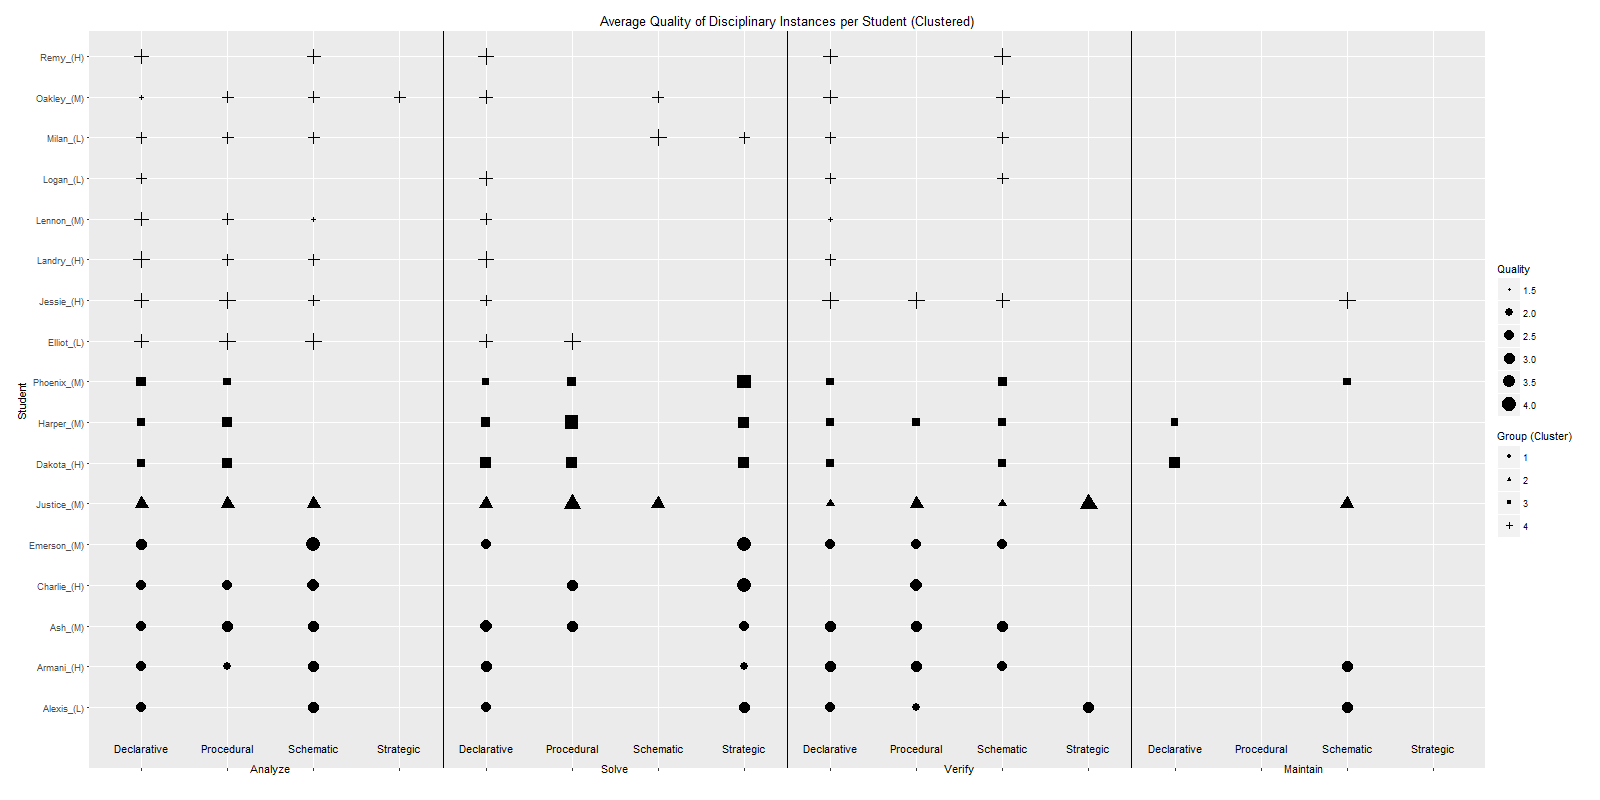 Average Quality of Disciplinary Instances per Student (Clustered)
Student
Remy_(H)
Oakley_(M)
Milan_(L)
Logan_(L)
Lennon_(M)
Landry_(H)
Jessie_(H)
Elliot_(L)
Phoenix_(M)
Harper_(M)
Dakota_(H)
Justice_(M)
Emerson_(M)
Charlie_(H)
Ash_(M)
Armani_(H)
Alexis_(L)
Declarative Procedural Schematic Strategic Declarative Procedural Schematic Strategic Declarative Procedural Schematic Strategic Declarative Procedural Schematic Strategic
Analyze Solve Verify Maintain
Quality
1.5
2.0
2.5
3.0
3.5
4.0
Group (Cluster)
1
2
3
4